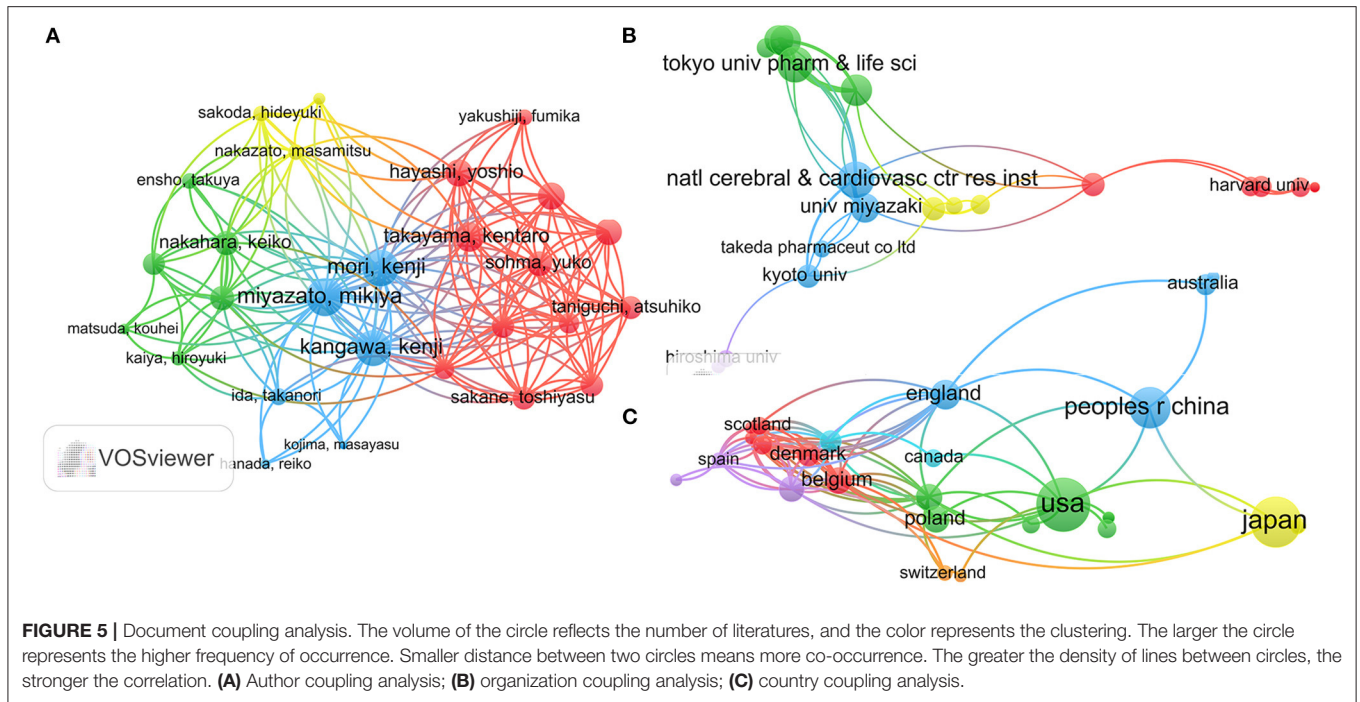 A
sakoda, hideyuki
nakazato, masamitsu
ensho, takuya
nakahara, keiko
miyazato, mikiya
matsuda, kouhei
kaiya, hiroyuki
ida, takanori
kojima, masayasu
hanada, reiko
mori, kenji
kangawa, kenji
yakushiji, fumika
hayashi, yoshio
takayama, kentaro
sohma, yuko
taniguchi, atsuhiko
sakane, toshiyasu
VOSviewer
B
tokyo univ pharm & life sci
natl cerebral & cardiovasc ctr res inst
univ miyazaki
takeda pharmaceut co ltd
kyoto univ
hiroshima univ
harvard univ
C
australia
england
peoples r china
scotland
spain
denmark
canada
belgium
poland
usa
japan
switzerland
FIGURE 5 | Document coupling analysis. The volume of the circle reflects the number of literatures, and the color represents the clustering. The larger the circle
represents the higher frequency of occurrence. Smaller distance between two circles means more co-occurrence. The greater the density of lines between circles, the
stronger the correlation. (A) Author coupling analysis; (B) organization coupling analysis; (C) country coupling analysis.